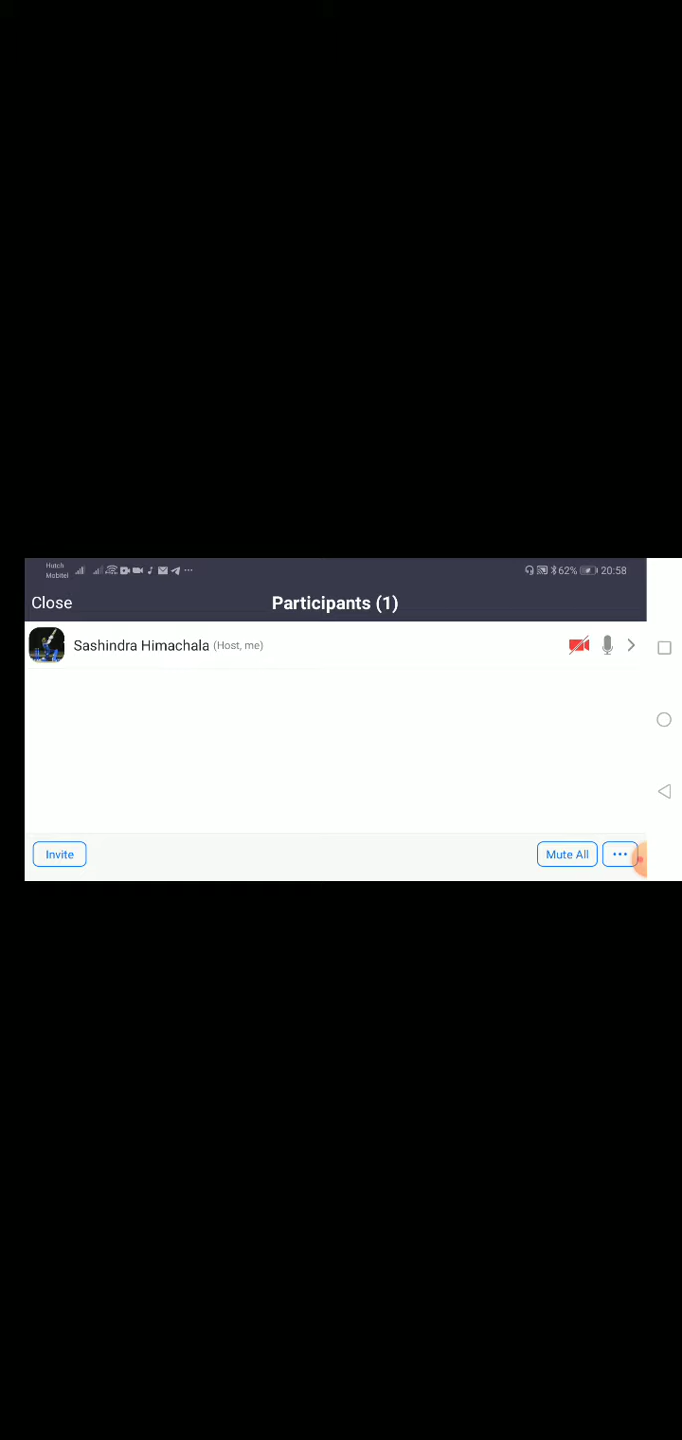 Hutch
Mobitel
62% 20:58
Close
Participants (1)
Sashindra Himachala (Host, me)
Invite
Mute All